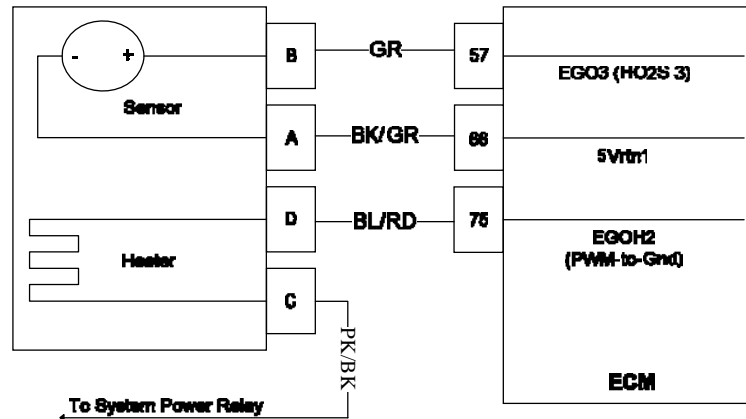 B
GR
57
- +
EGO3 (HO2S 3)
Sensor
A
BK/GR
66
5Vrtn1
D
BL/RD
75
EGOH2
(PWM-to-Gnd)
Heater
C
PK/BK
ECM
To System Power Relay